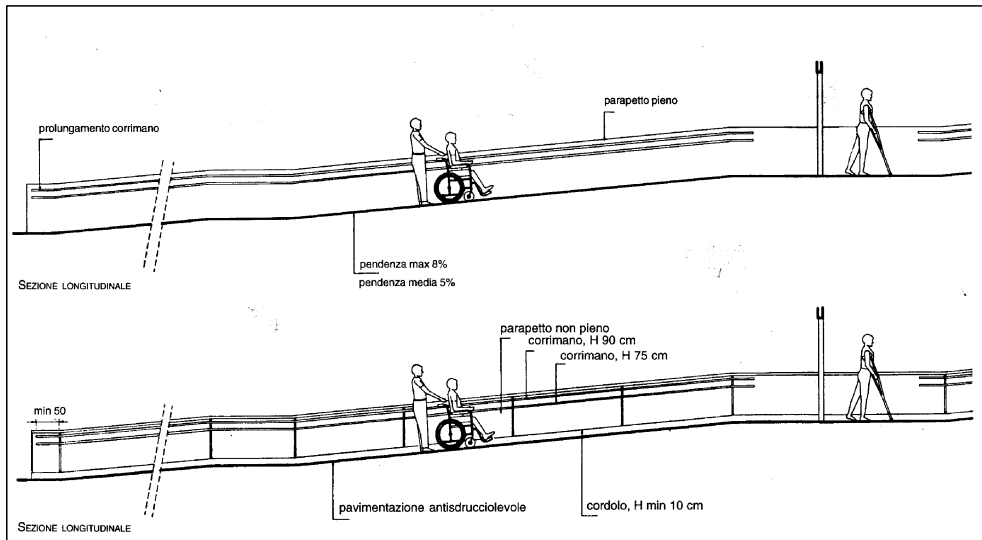 parapetto pieno
prolungamento corrimano
pendenza max 8%
pendenza media 5%
SEZIONE LONGITUDINALE
parapetto non pieno
corrimano, H 90 cm
corrimano, H 75 cm
min 50
pavimentazione antisdrucciolevole
cordolo, H min 10 cm
SEZIONE LONGITUDINALE